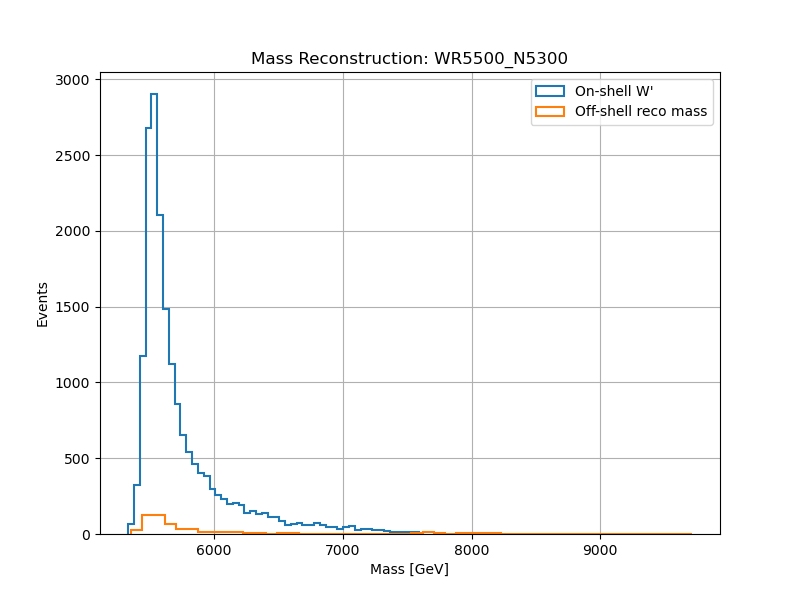 Mass Reconstruction: WR5500_N5300
On-shell W'
Off-shell reco mass
Events
3000
2500
2000
1500
1000
500
0
6000 7000 8000 9000
Mass [GeV]